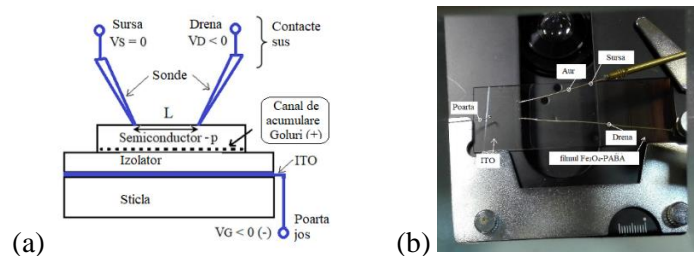 Sursa
VS = 0
Drena
VD < 0
Contacte
sus
Sonde
L
Canal de
acumulare
Goluri (+)
Semiconductor - p
Izolator
ITO
Sticla
VG < 0 (-)
Poarta
jos
(a)
Aur
Sursa
Poarta
Drena
ITO
filmul Fe₃O₄-PABA
(b)